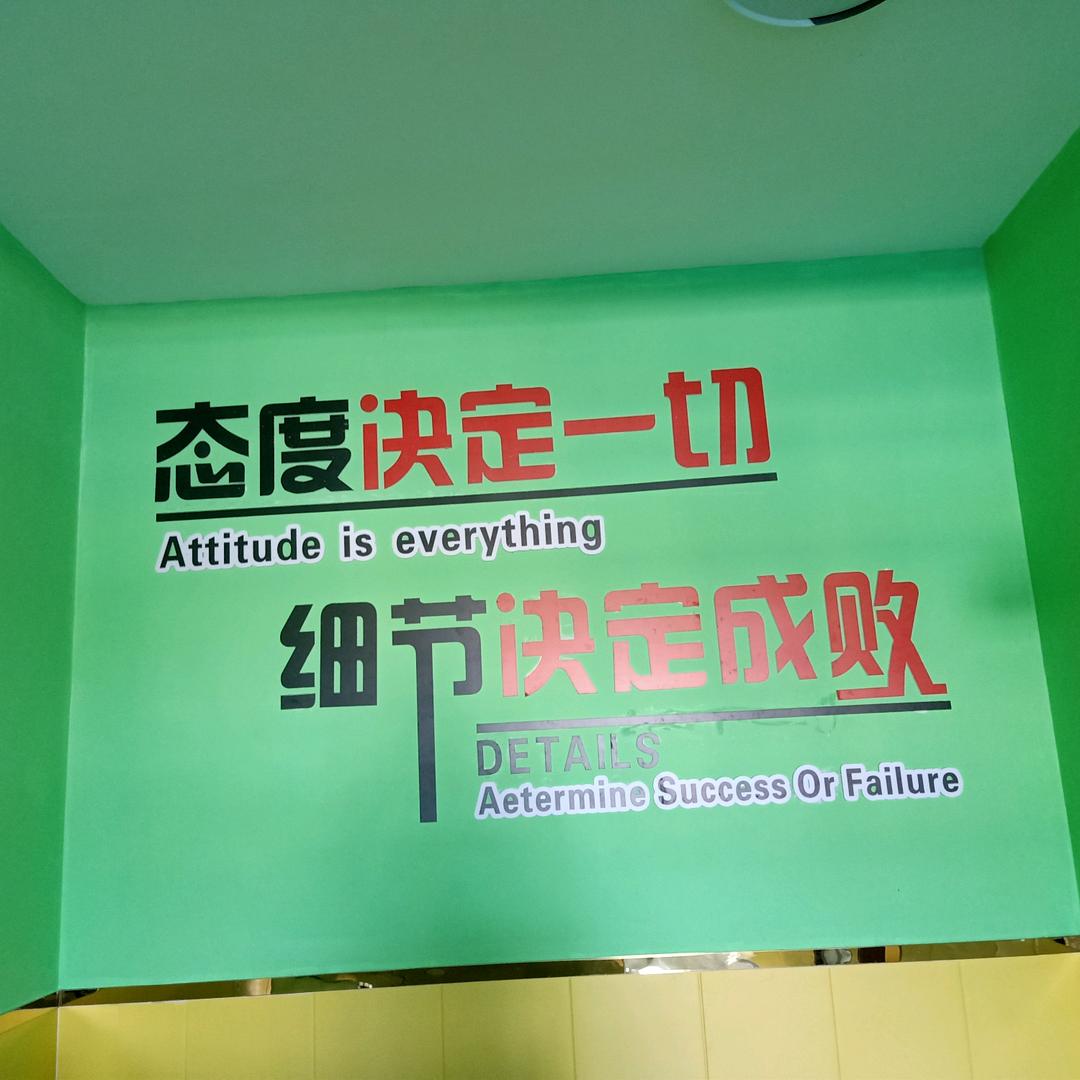 态度决定一切
Attitude is everything
细节决定成败
DETAILS
Aetermine Success Or Failure